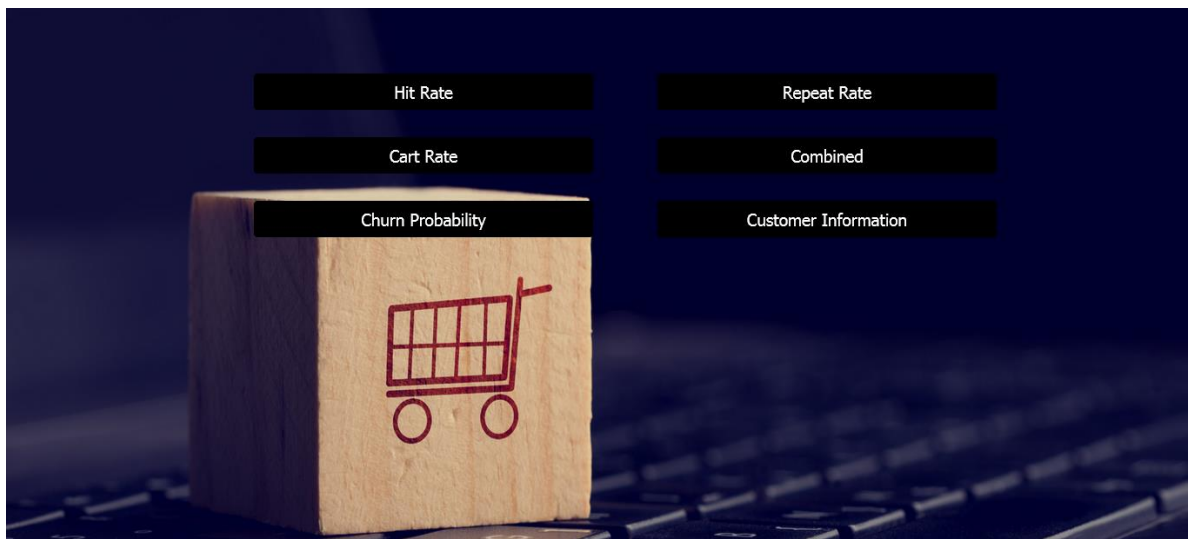 Hit Rate
Repeat Rate
Cart Rate
Combined
Churn Probability
Customer Information